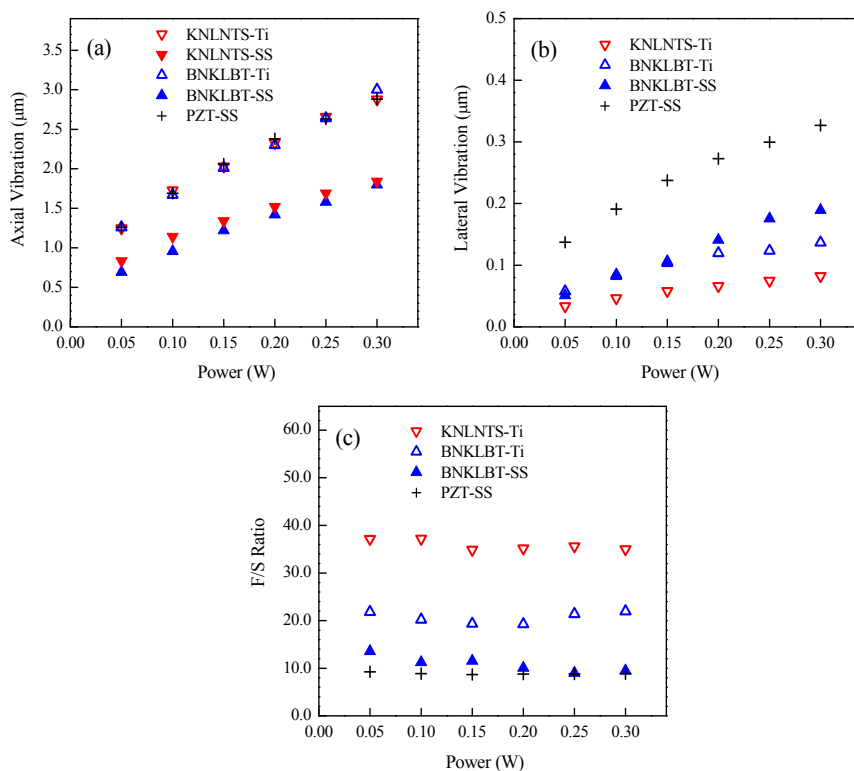 (a)
KNLNTS-Ti
KNLNTS-SS
BNKLBT-Ti
BNKLBT-SS
PZT-SS
3.5
3.0
2.5
2.0
1.5
1.0
0.5
0.0
Axial Vibration (μm)
0.00 0.05 0.10 0.15 0.20 0.25 0.30
Power (W)
(b)
KNLNTS-Ti
BNKLBT-Ti
BNKLBT-SS
PZT-SS
0.5
0.4
0.3
0.2
0.1
0.0
Lateral Vibration (μm)
0.00 0.05 0.10 0.15 0.20 0.25 0.30
Power (W)
(c)
KNLNTS-Ti
BNKLBT-Ti
BNKLBT-SS
PZT-SS
60.0
40.0
30.0
20.0
10.0
0.0
F/S Ratio
0.00 0.05 0.10 0.15 0.20 0.25 0.30
Power (W)